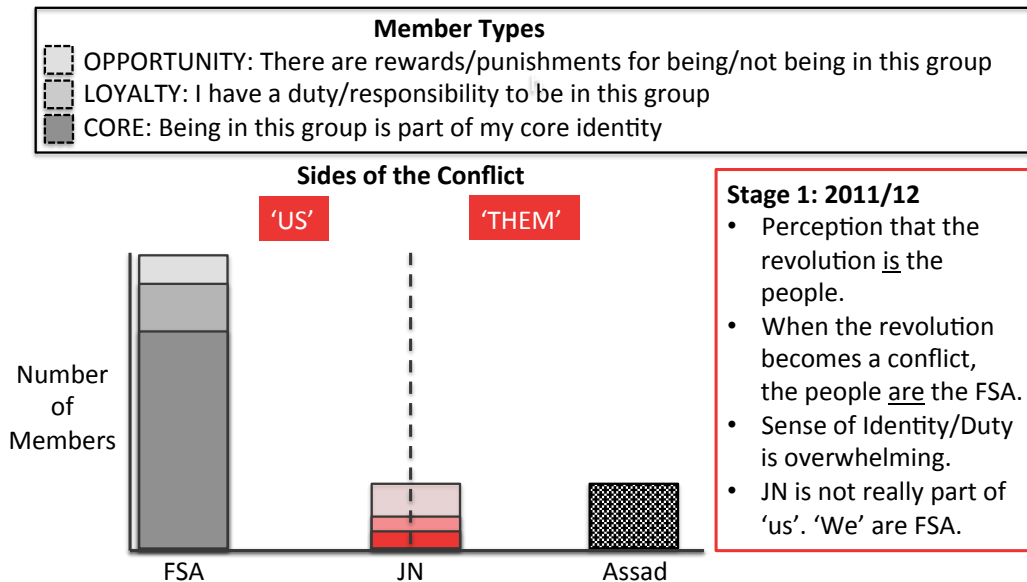 Member Types
OPPORTUNITY: There are rewards/punishments for being/not being in this group
LOYALTY: I have a duty/responsibility to be in this group
CORE: Being in this group is part of my core identity
Sides of the Conflict
‘US’
‘THEM’
Number
of
Members
FSA
JN
Assad
Stage 1: 2011/12
• Perception that the
revolution is the
people.
• When the revolution
becomes a conflict,
the people are the FSA.
• Sense of Identity/Duty
is overwhelming.
• JN is not really part of
‘us’. ‘We’ are FSA.